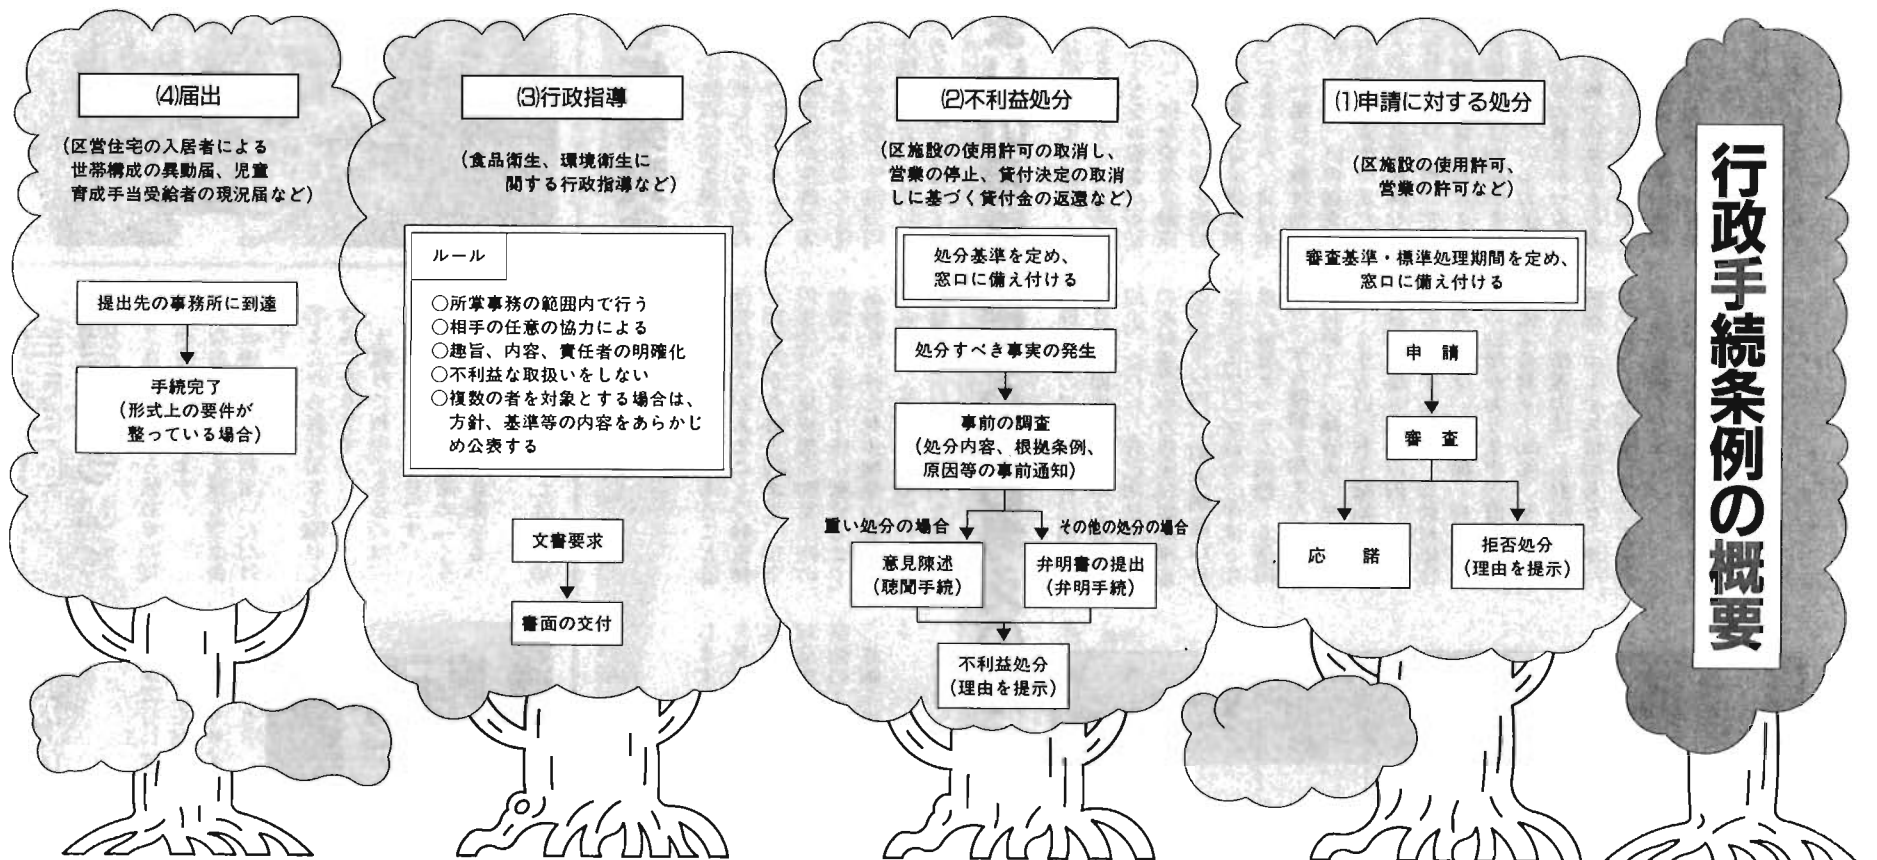 行政手続条例の概要
(1)申請に対する処分
(区施設の使用許可、
営業の許可など)
審査基準・標準処理期間を定め、
窓口に備え付ける
申　請
審　査
応　諾
拒否処分
(理由を提示)
(2)不利益処分
(区施設の使用許可の取消し、
営業の停止、貸付決定の取消
しに基づく貸付金の返還など)
処分基準を定め、
窓口に備え付ける
処分すべき事実の発生
事前の調査
(処分内容、根拠条例、
原因等の事前通知)
重い処分の場合
その他の処分の場合
意見陳述
(聴聞手続)
弁明書の提出
(弁明手続)
不利益処分
(理由を提示)
(3)行政指導
(食品衛生、環境衛生に
関する行政指導など)
ルール
○所掌事務の範囲内で行う
○相手の任意の協力による
○趣旨、内容、責任者の明確化
○不利益な取扱いをしない
○複数の者を対象とする場合は、
方針、基準等の内容をあらかじ
め公表する
文書要求
書面の交付
(4)届出
(区営住宅の入居者による
世帯構成の異動届、児童
育成手当受給者の現況届など)
提出先の事務所に到達
手続完了
(形式上の要件が
整っている場合)